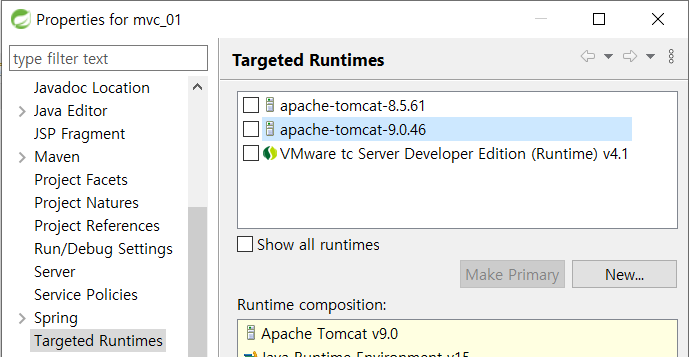 Properties for mvc_01
type filter text
Javadoc Location
Java Editor
JSP Fragment
Maven
Project Facets
Project Natures
Project References
Run/Debug Settings
Server
Service Policies
Spring
Targeted Runtimes
Targeted Runtimes
apache-tomcat-8.5.61
apache-tomcat-9.0.46
VMware tc Server Developer Edition (Runtime) v4.1
Show all runtimes
Make Primary
New...
Runtime composition:
Apache Tomcat v9.0
Java Runtime Environment v15